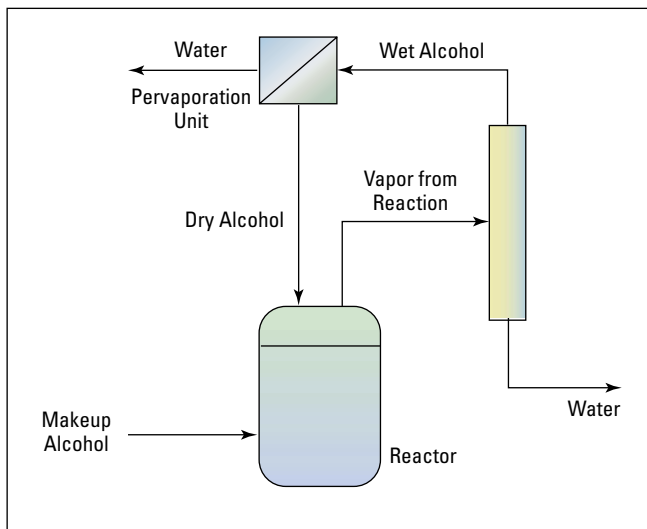 Water
Wet Alcohol
Pervaporation
Unit
Vapor from
Reaction
Dry Alcohol
Makeup
Alcohol
Water
Reactor